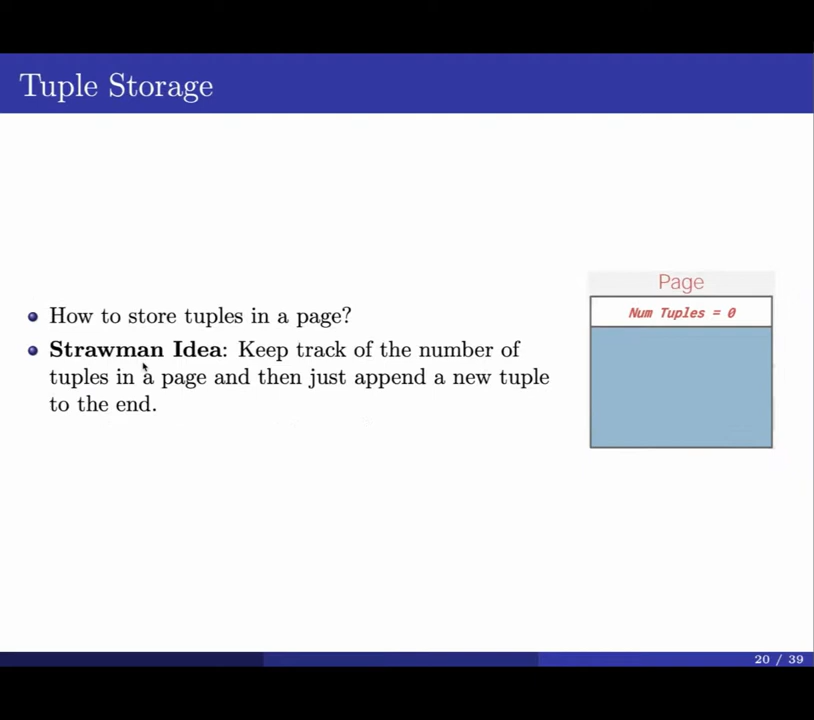 Tuple Storage
How to store tuples in a page?
Strawman Idea: Keep track of the number of
tuples in a page and then just append a new tuple
to the end.
Page
Num Tuples = 0
20 / 39